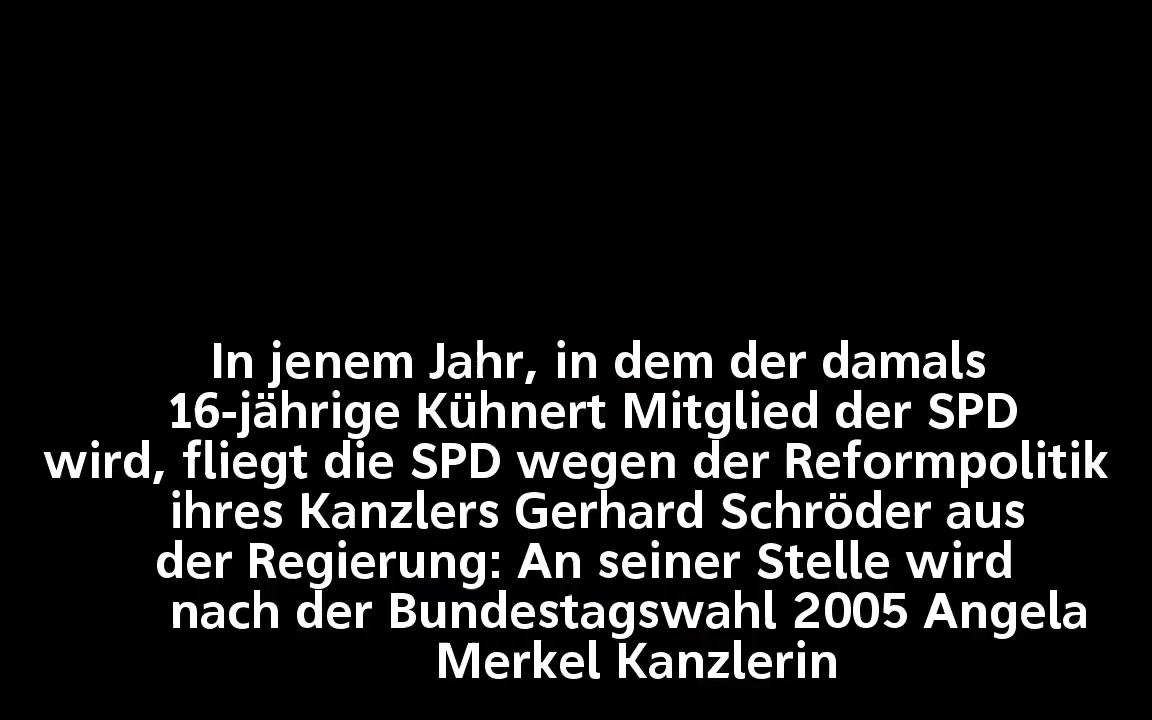 In jenem Jahr, in dem der damals
16-jährige Kühnert Mitglied der SPD
wird, fliegt die SPD wegen der Reformpolitik
ihres Kanzlers Gerhard Schröder aus
der Regierung: An seiner Stelle wird
nach der Bundestagswahl 2005 Angela
Merkel Kanzlerin